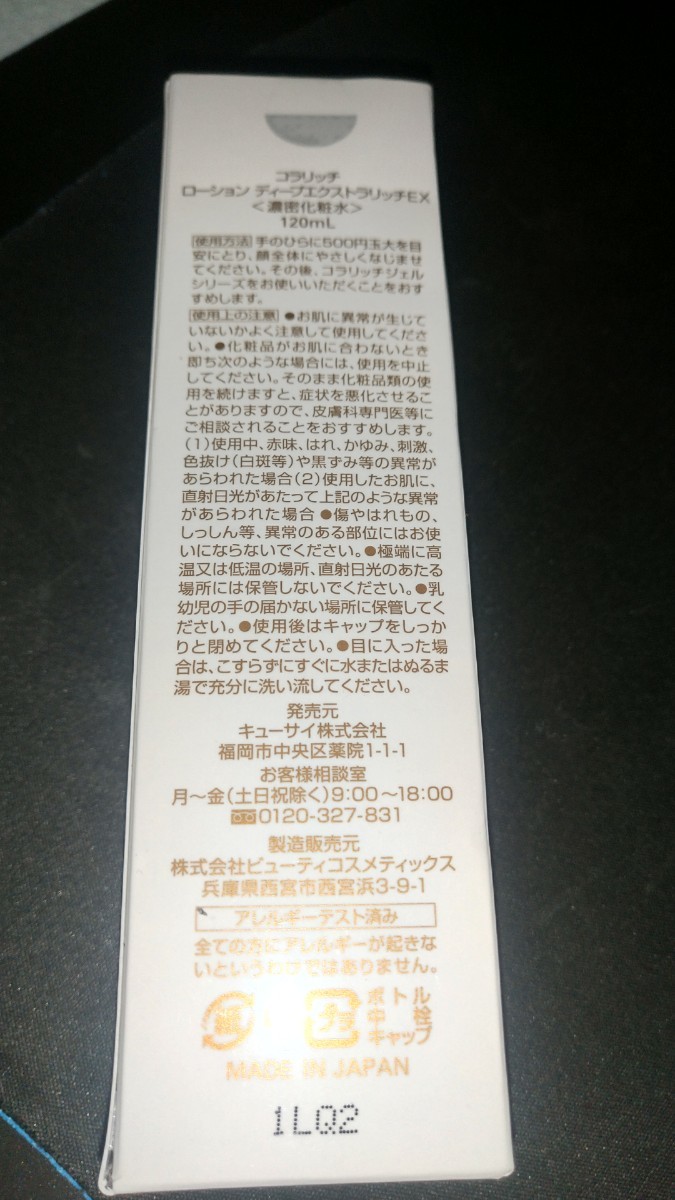 コラリッチ
ローション ディープエクストラリッチEX
＜濃密化粧水＞
120mL
使用方法 手のひらに500円玉大を目
安にとり、顔全体にやさしくなじませ
てください。その後、コラリッチジェル
シリーズをお使いいただくことをおす
すめします。
使用上の注意 ●お肌に異常が生じて
いないかよく注意して使用してくださ
い。●化粧品がお肌に合わないとき
即ち次のような場合には、使用を中止
してください。そのまま化粧品類の使
用を続けますと、症状を悪化させるこ
とがありますので、皮膚科専門医等に
ご相談されることをおすすめします。
(1)使用中、赤味、はれ、かゆみ、刺激、
色抜け(白斑等)や黒ずみ等の異常が
あらわれた場合(2)使用したお肌に、
直射日光があたって上記のような異常
があらわれた場合 ●傷やはれもの、
しっしん等、異常のある部位にはお使
いにならないでください。●極端に高
温又は低温の場所、直射日光のあたる
場所には保管しないでください。●乳
幼児の手の届かない場所に保管してく
ださい。●使用後はキャップをしっか
りと閉めてください。●目に入った場
合は、こすらずにすぐに水またはぬるま
湯で充分に洗い流してください。
発売元
キューサイ株式会社
福岡市中央区薬院1-1-1
お客様相談室
月～金(土日祝除く)9:00～18:00
0120-327-831
製造販売元
株式会社ビューティコスメティックス
兵庫県西宮市西宮浜3-9-1
アレルギーテスト済み
全ての方にアレルギーが起きな
いというわけではありません。
紙 プラ ボトル
中栓
キャップ
MADE IN JAPAN
1LQ2